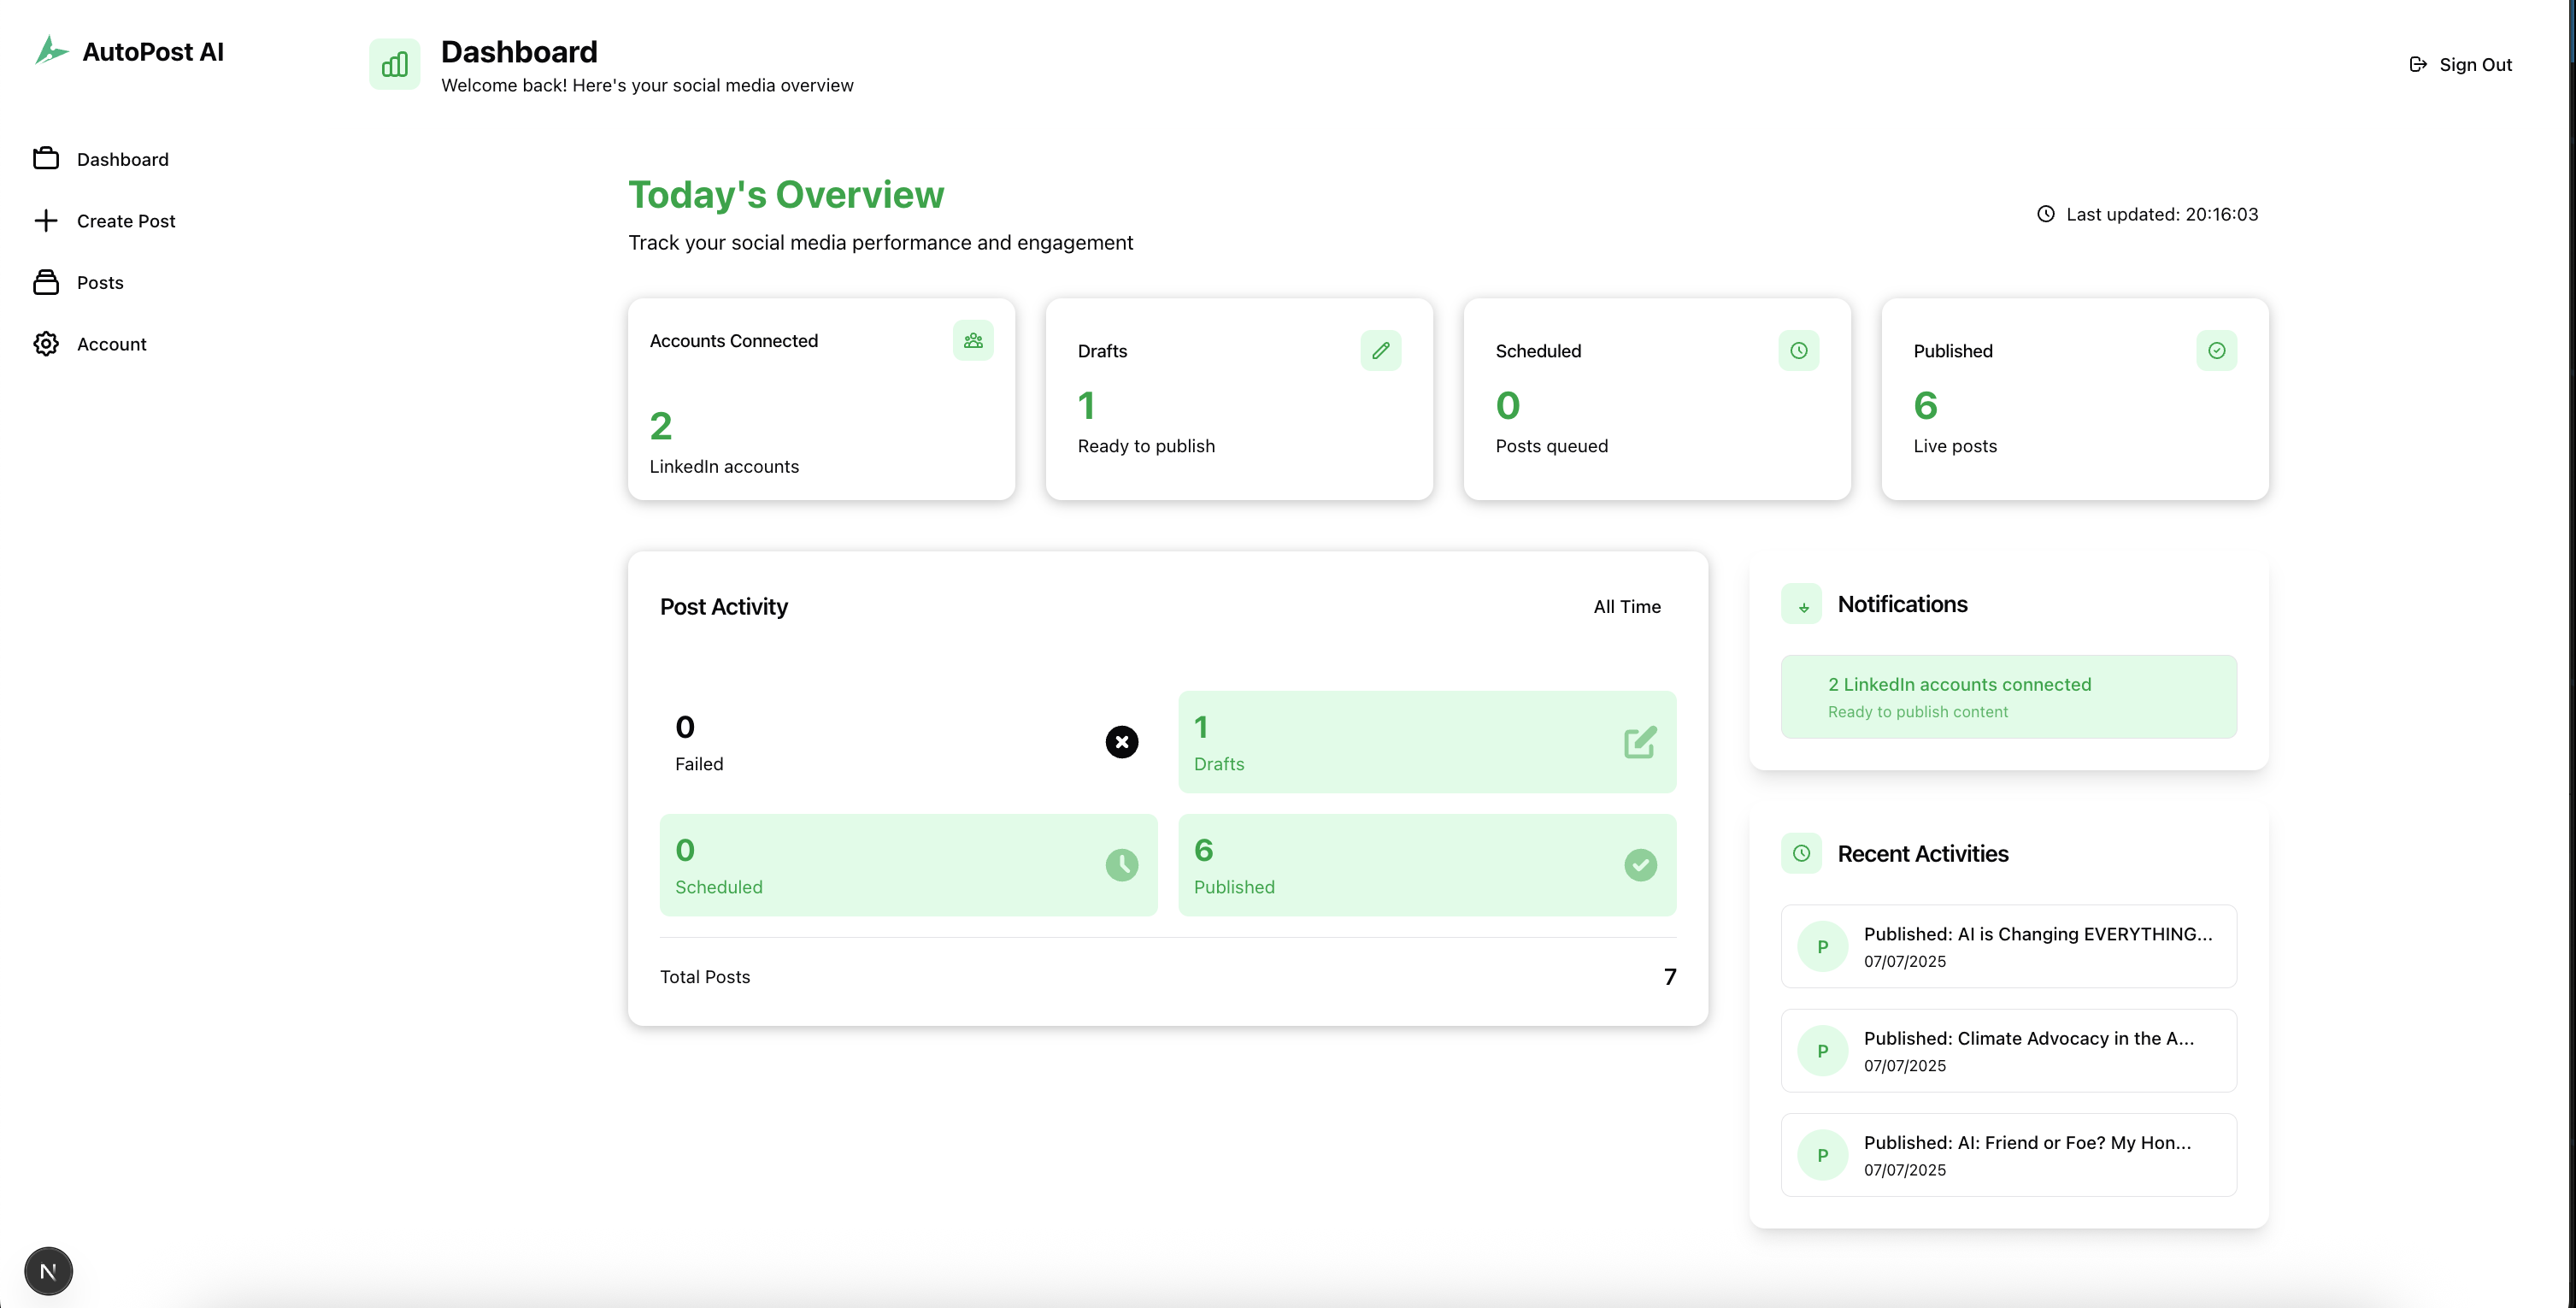 AutoPost AI
Dashboard
Create Post
Posts
Account
Dashboard
Welcome back! Here's your social media overview
Sign Out
Today's Overview
Track your social media performance and engagement
Last updated: 20:16:03
Accounts Connected
2
LinkedIn accounts
Drafts
1
Ready to publish
Scheduled
0
Posts queued
Published
6
Live posts
Post Activity
All Time
0
Failed
1
Drafts
0
Scheduled
6
Published
Total Posts
7
Notifications
2 LinkedIn accounts connected
Ready to publish content
Recent Activities
P
Published: AI is Changing EVERYTHING...
07/07/2025
P
Published: Climate Advocacy in the A...
07/07/2025
P
Published: AI: Friend or Foe? My Hon...
07/07/2025
N